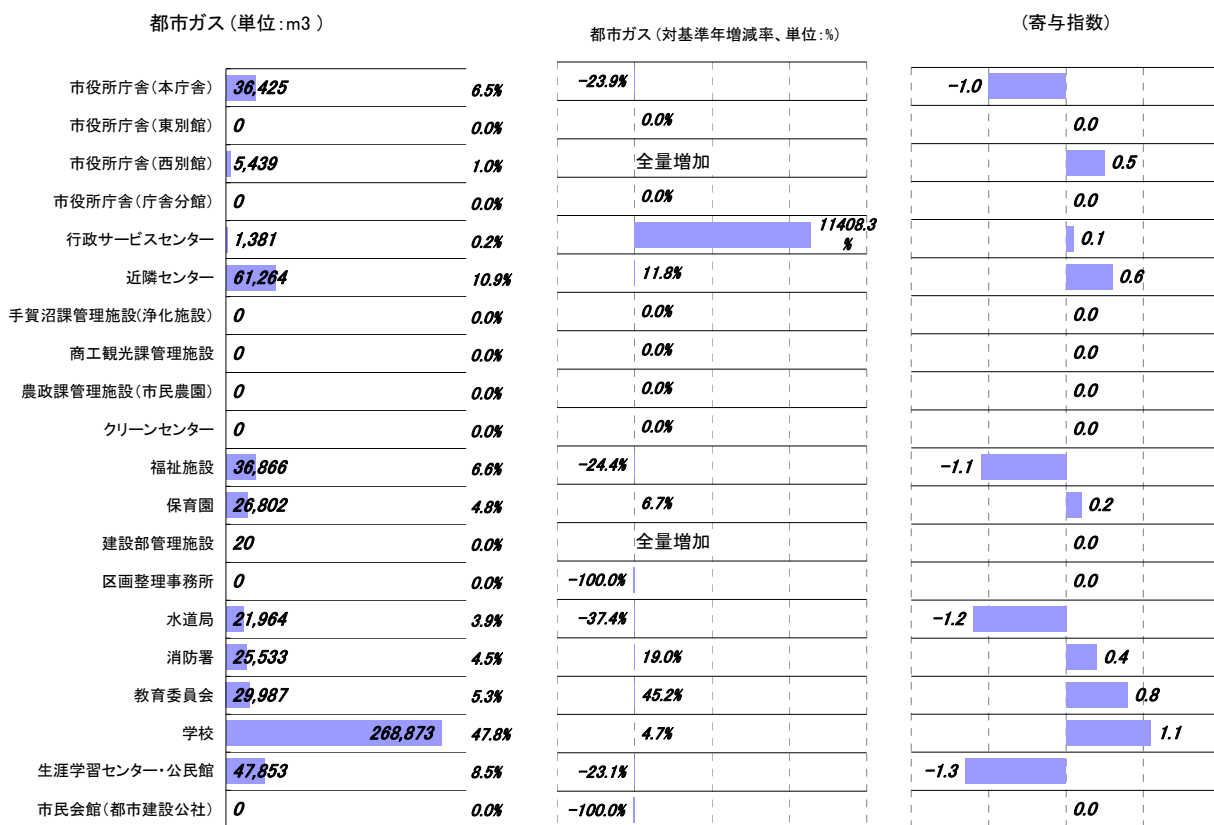 都市ガス(単位:m3 )
都市ガス(対基準年増減率、単位:%)
(寄与指数)
市役所庁舎(本庁舎) 36,425 6.5% -23.9% -1.0
市役所庁舎(東別館) 0 0.0% 0.0% 0.0
市役所庁舎(西別館) 5,439 1.0% 全量増加 0.5
市役所庁舎(庁舎分館) 0 0.0% 0.0% 0.0
行政サービスセンター 1,381 0.2% 11408.3
% 0.1
近隣センター 61,264 10.9% 11.8% 0.6
手賀沼課管理施設(浄化施設) 0 0.0% 0.0% 0.0
商工観光課管理施設 0 0.0% 0.0% 0.0
農政課管理施設(市民農園) 0 0.0% 0.0% 0.0
クリーンセンター 0 0.0% 0.0% 0.0
福祉施設 36,866 6.6% -24.4% -1.1
保育園 26,802 4.8% 6.7% 0.2
建設部管理施設 20 0.0% 全量増加 0.0
区画整理事務所 0 0.0% -100.0% 0.0
水道局 21,964 3.9% -37.4% -1.2
消防署 25,533 4.5% 19.0% 0.4
教育委員会 29,987 5.3% 45.2% 0.8
学校 268,873 47.8% 4.7% 1.1
生涯学習センター・公民館 47,853 8.5% -23.1% -1.3
市民会館(都市建設公社) 0 0.0% -100.0% 0.0